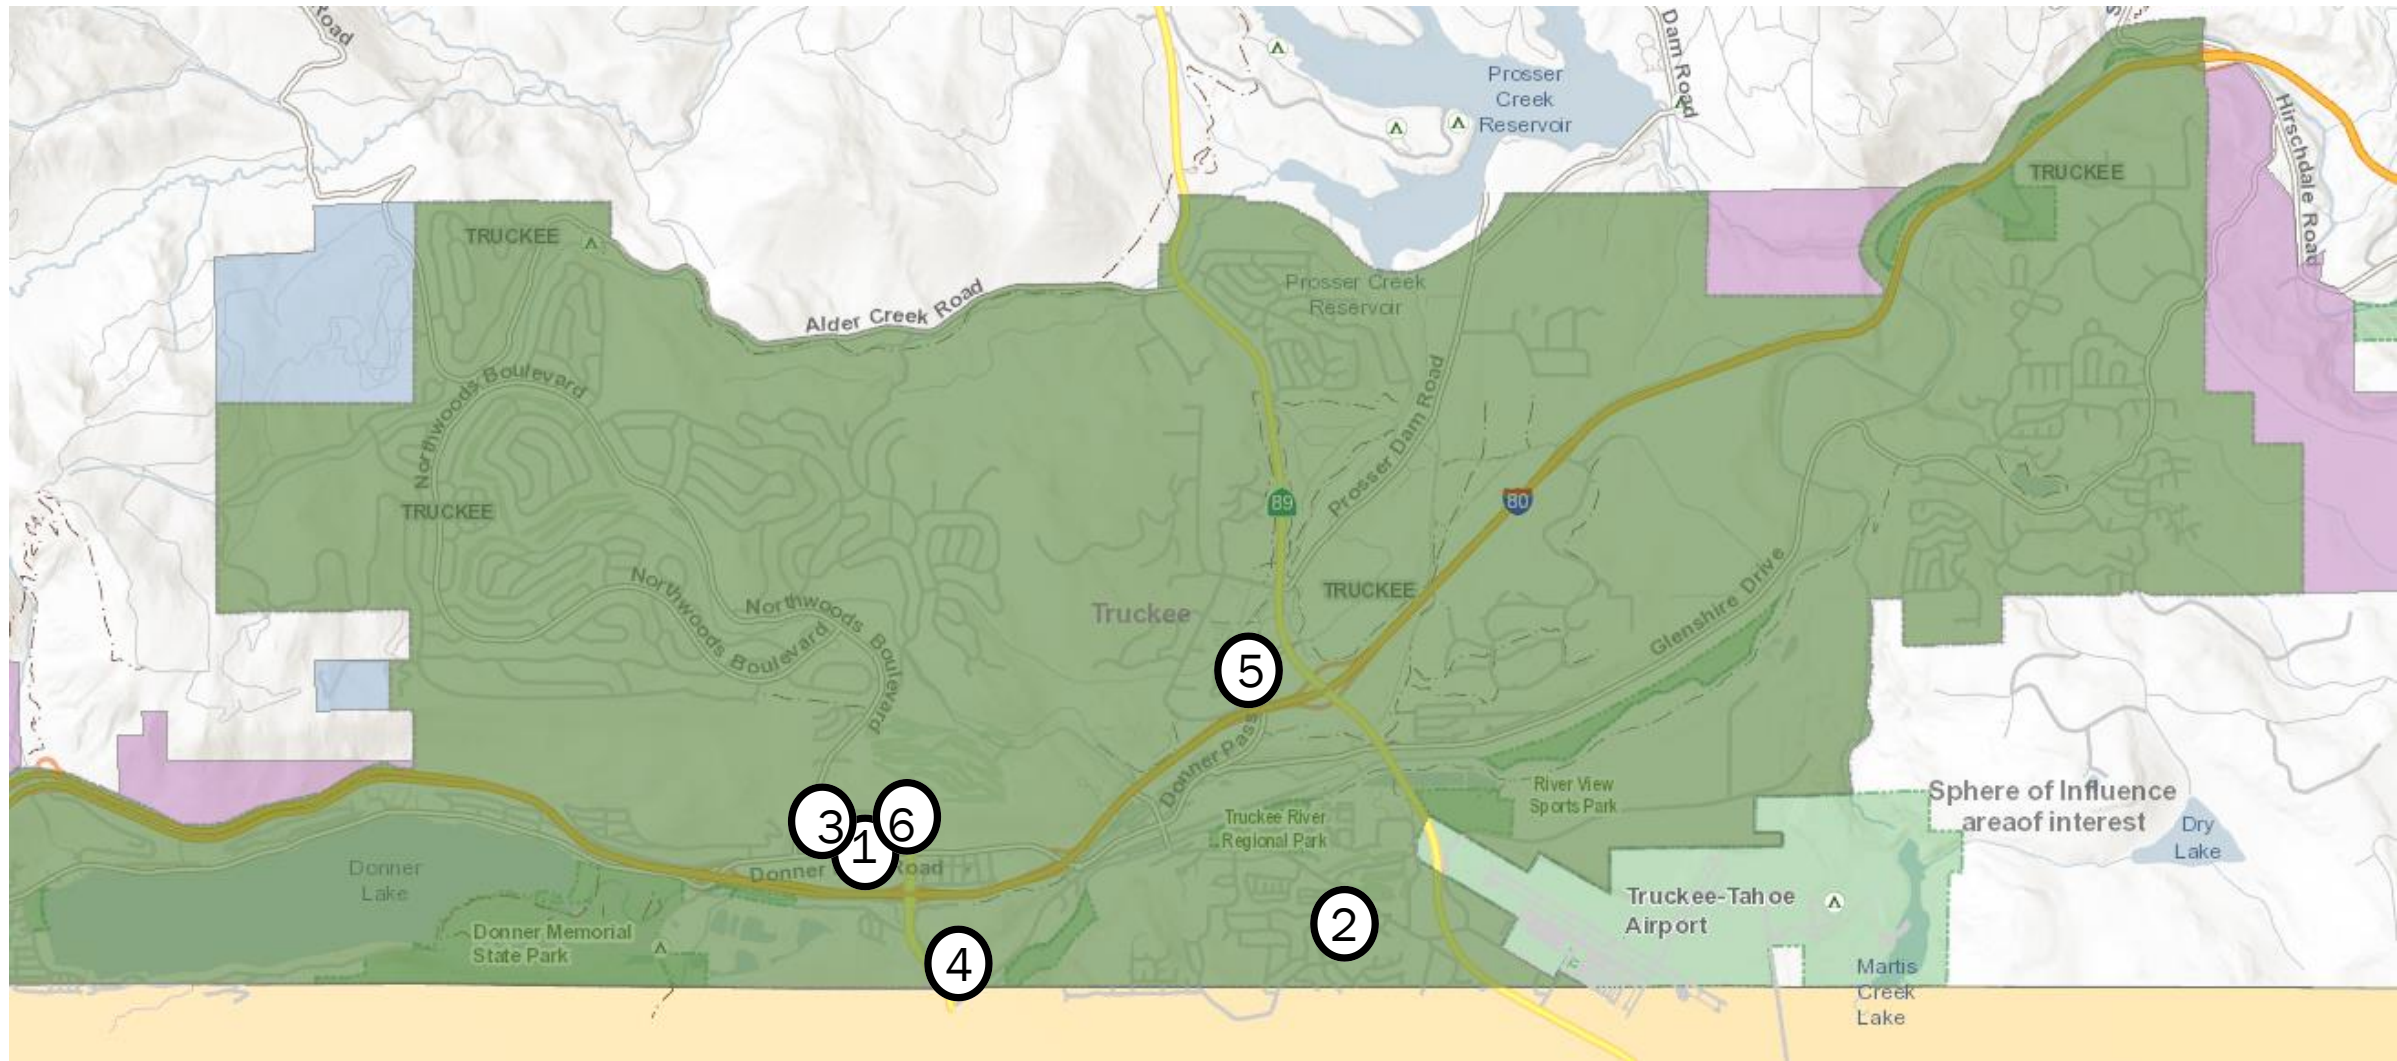 Road
Dam Road
Prosser
Creek
Reservoir
Hirschdale Road
TRUCKEE
TRUCKEE
Prosser Creek
Reservoir
Alder Creek Road
Northwoods Boulevard
Prosser Dam Road
89
80
TRUCKEE
Glenshire Drive
Northwoods Boulevard
Northwoods Boulevard
Truckee
TRUCKEE
5
Donner Pass
River View
Sports Park
Truckee River
Regional Park
Sphere of Influence
areaof interest
Dry
Lake
3
1
6
Donner
Road
Donner
Lake
Donner Memorial
State Park
4
2
Truckee-Tahoe
Airport
Martis
Creek
Lake